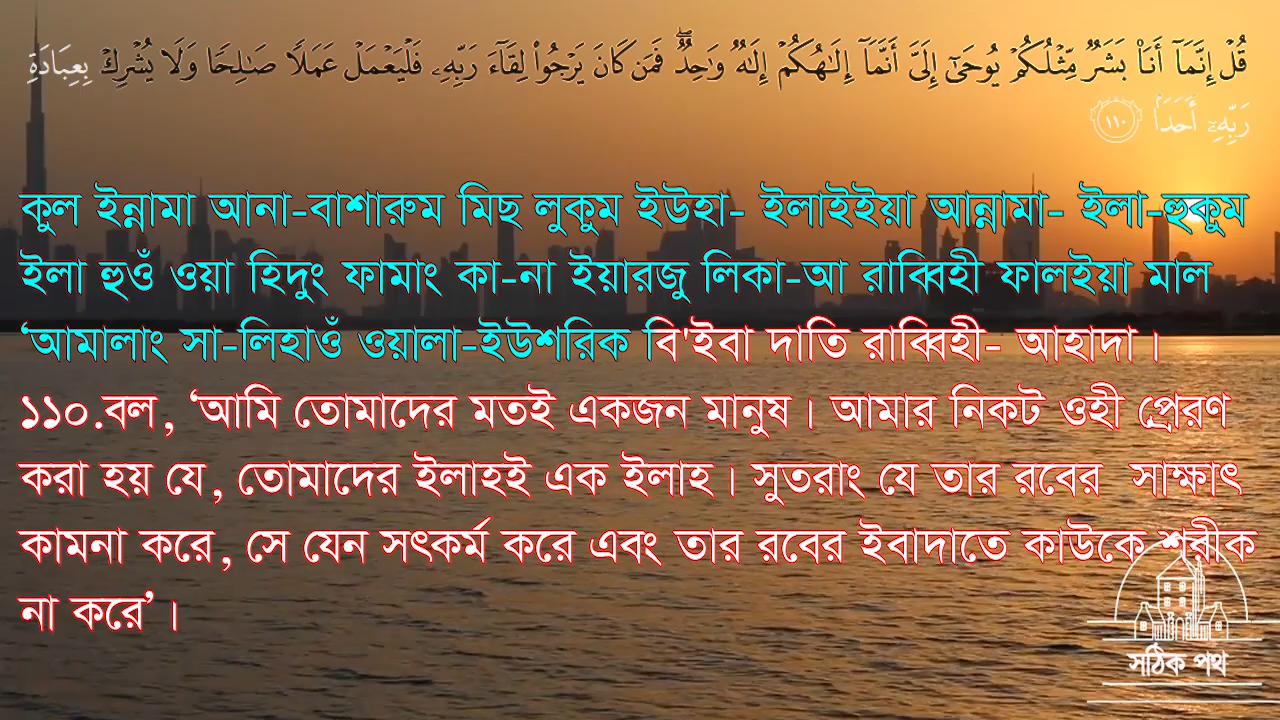 قُلْ إِنَّمَآ أَنَا۠ بَشَرٌ مِّثْلُكُمْ يُوحَىٰٓ إِلَىَّ أَنَّمَآ إِلَـٰهُكُمْ إِلَـٰهٌ وَٰحِدٌ ۖ فَمَن كَانَ يَرْجُوا۟ لِقَآءَ رَبِّهِۦ فَلْيَعْمَلْ عَمَلًا صَـٰلِحًا وَلَا يُشْرِكْ بِعِبَادَةِ
رَبِّهِۦٓ أَحَدًۢا ١١٠
কুল ইন্নামা আনা-বাশারুম মিছ লুকুম ইউহা- ইলাইইয়া আন্নামা- ইলা-হুকুম
ইলা হুওঁ ওয়া হিদুং ফামাং কা-না ইয়ারজু লিকা-আ রাব্বিহী ফালইয়া মাল
‘আমালাং সা-লিহাওঁ ওয়ালা-ইউশরিক বি'ইবা দাতি রাব্বিহী- আহাদা।
১১০.বল, ‘আমি তোমাদের মতই একজন মানুষ। আমার নিকট ওহী প্রেরণ
করা হয় যে, তোমাদের ইলাহই এক ইলাহ। সুতরাং যে তার রবের সাক্ষাৎ
কামনা করে, সে যেন সৎকর্ম করে এবং তার রবের ইবাদাতে কাউকে শরীক
না করে’।
সঠিক পথ